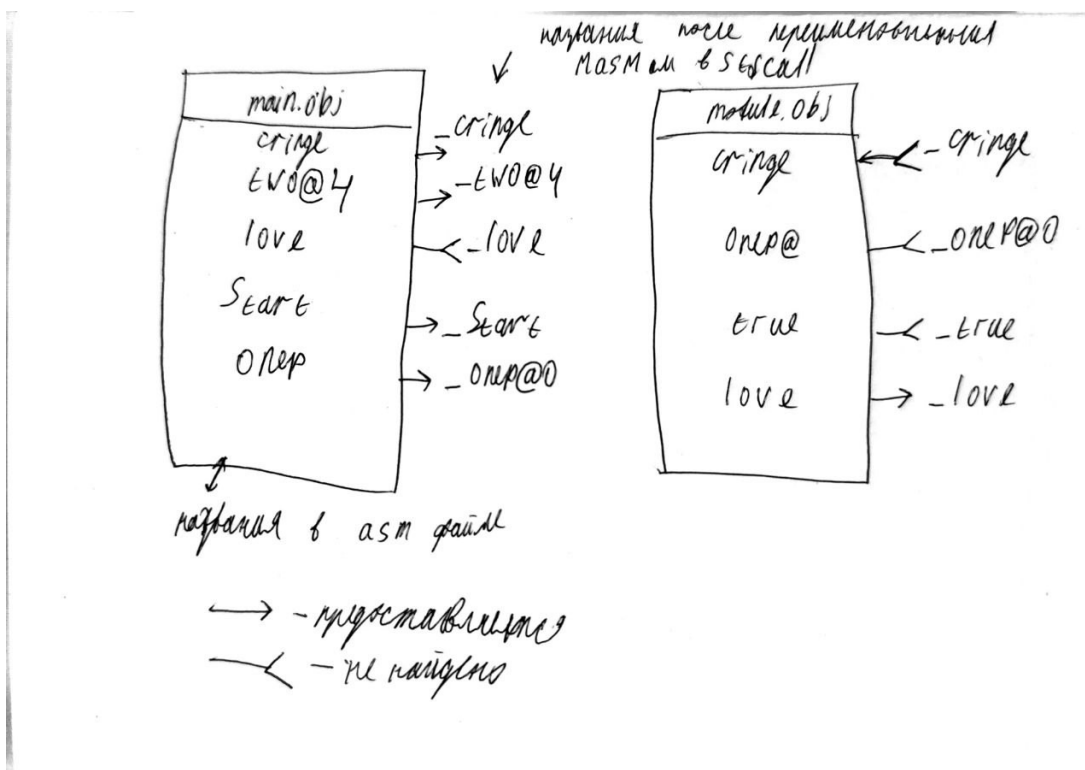 названия после переименования
masmом в stdcall
main.obj
cringe
_cringe
two@4
_two@4
love
_love
Start
_Start
onep
_onep@0
module.obj
cringe
_cringe
onep@
_onep@0
true
_true
love
_love
названия в asm файле
- предоставляется
- не найдено